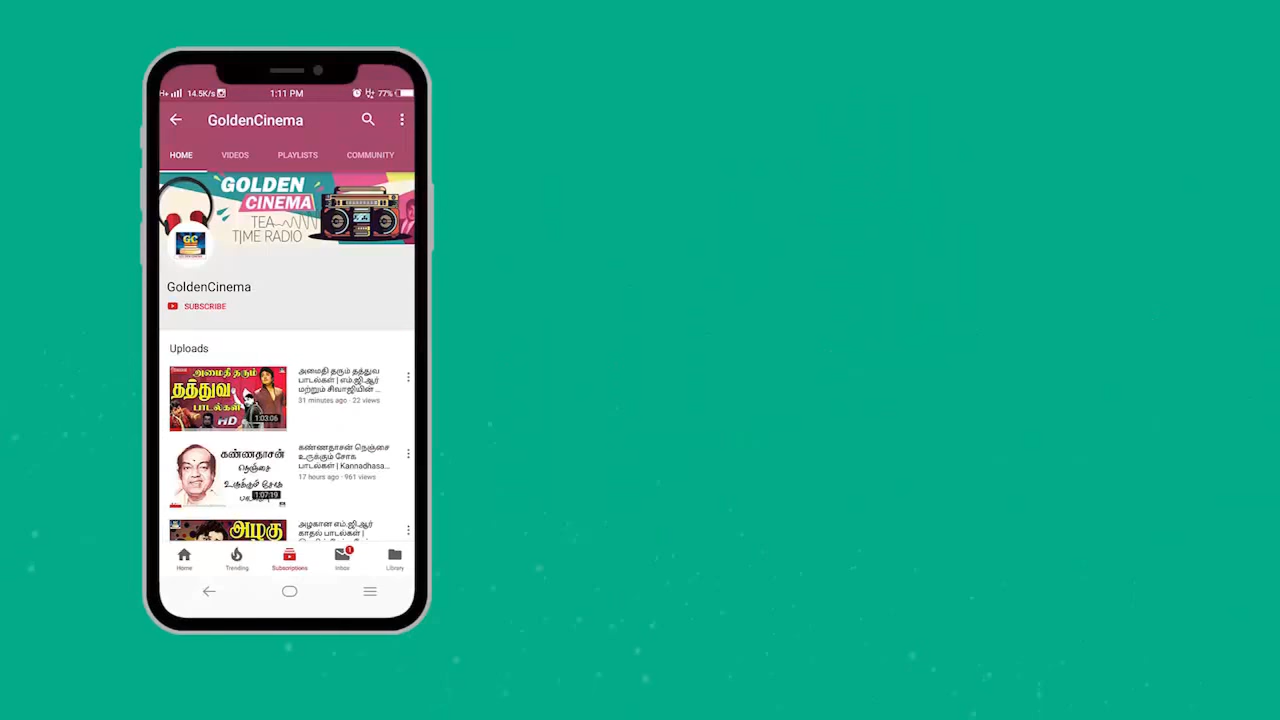 14.5K/s
1:11 PM
77%
GoldenCinema
HOME VIDEOS PLAYLISTS COMMUNITY
GOLDEN
CINEMA
TEA
TIME RADIO
GC
GoldenCinema
SUBSCRIBE
Uploads
அமைதி தரும்
தத்துவ
பாடல்கள்
HD
1:03:06
அமைதி தரும் தத்துவ
பாடல்கள் | எம்.ஜி.ஆர்
மற்றும் சிவாஜியின் ...
31 minutes ago · 22 views
கண்ணதாசன்
நெஞ்சை
உருக்கும் சோக
1:07:19
கண்ணதாசன் நெஞ்சை
உருக்கும் சோக
பாடல்கள் | Kannadhasa...
17 hours ago · 961 views
அழகு
அழகான எம்.ஜி.ஆர்
காதல் பாடல்கள் |
Home Trending Subscriptions Inbox Library
1